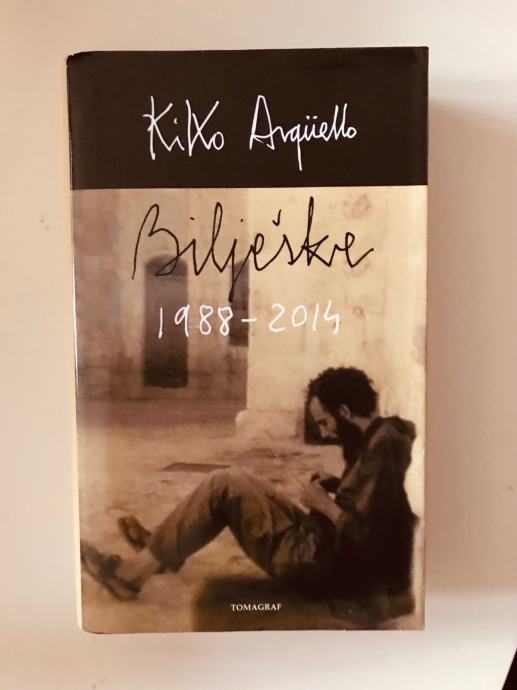 Kiko Argüello
Bilješke
1988-2014
TOMAGRAF